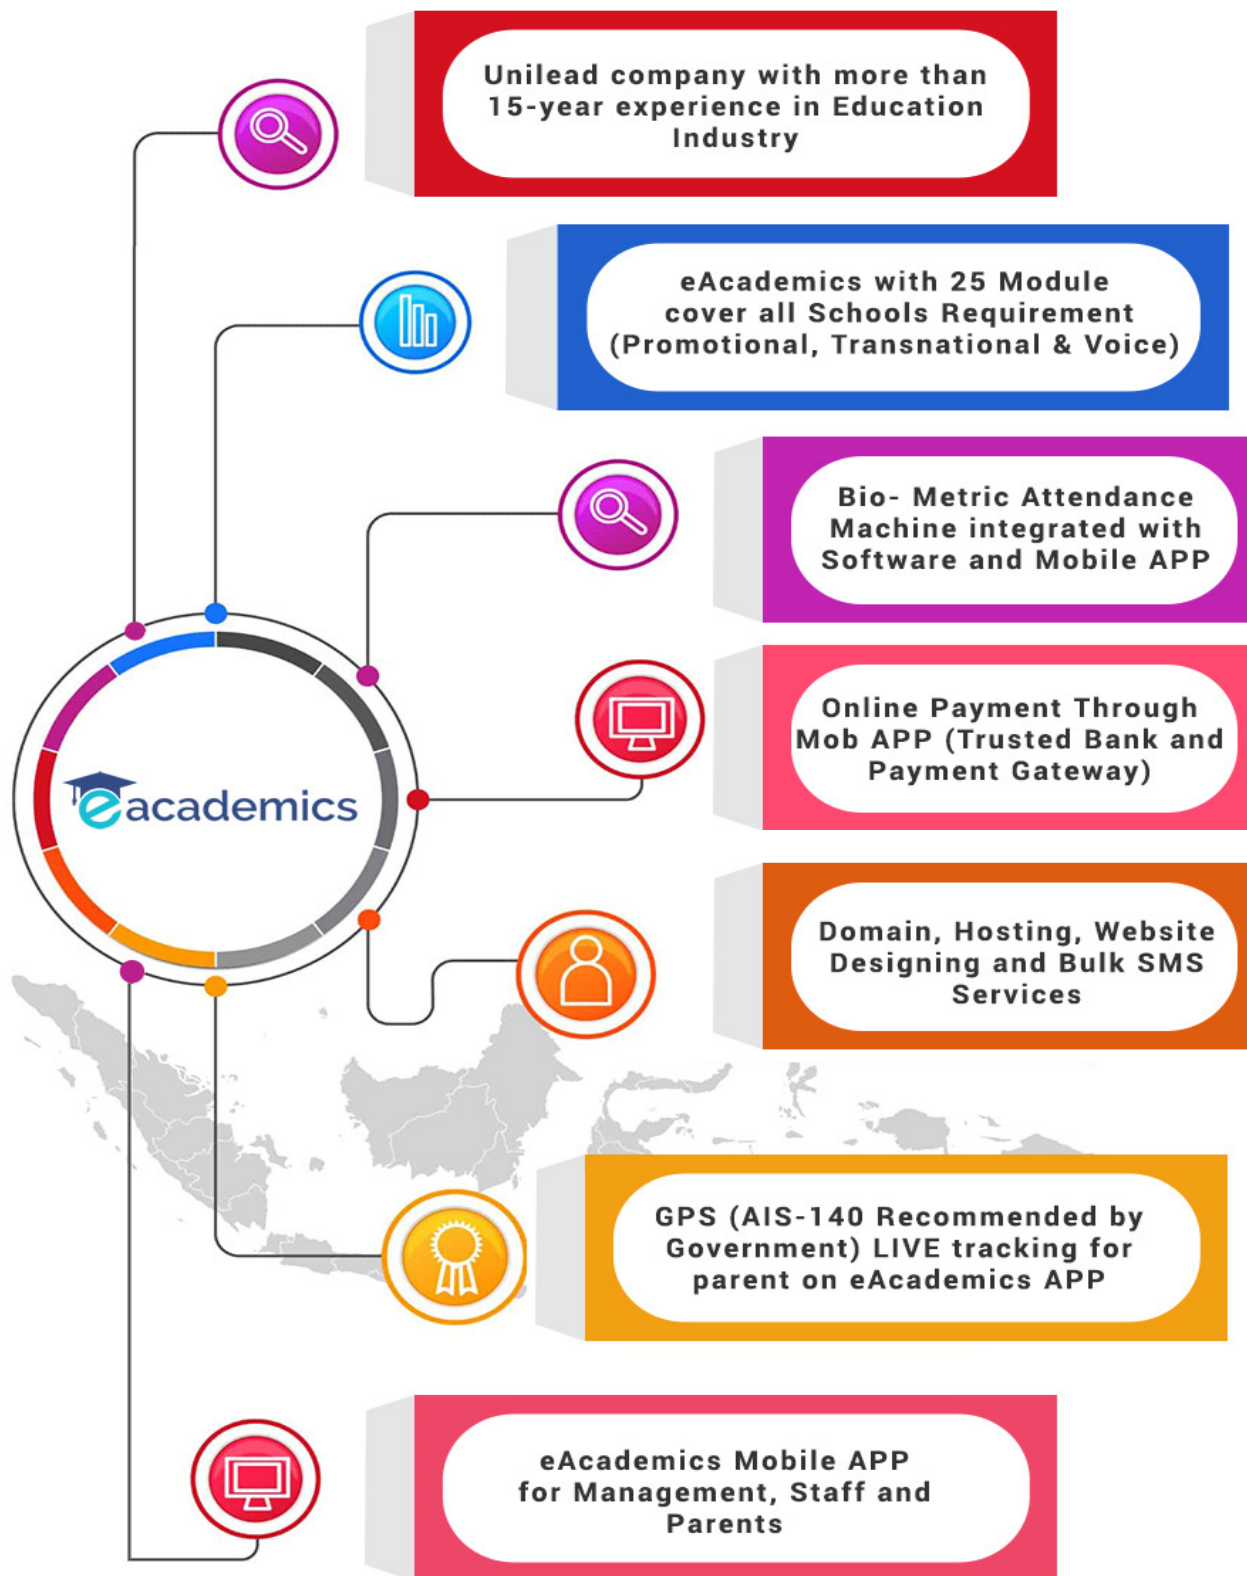 Unilead company with more than
15-year experience in Education
Industry
eAcademics with 25 Module
cover all Schools Requirement
(Promotional, Transnational & Voice)
Bio- Metric Attendance
Machine integrated with
Software and Mobile APP
Online Payment Through
Mob APP (Trusted Bank and
Payment Gateway)
eacademics
Domain, Hosting, Website
Designing and Bulk SMS
Services
GPS (AIS-140 Recommended by
Government) LIVE tracking for
parent on eAcademics APP
eAcademics Mobile APP
for Management, Staff and
Parents